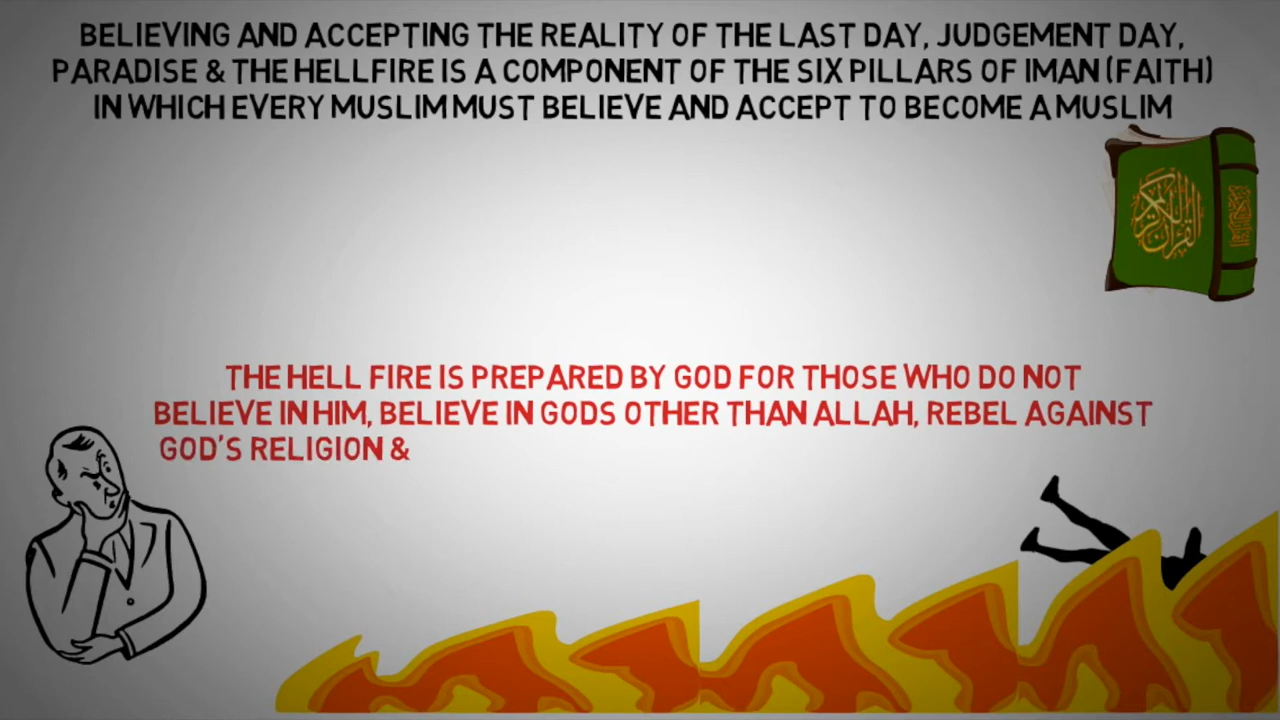 BELIEVING AND ACCEPTING THE REALITY OF THE LAST DAY, JUDGEMENT DAY,
PARADISE & THE HELLFIRE IS A COMPONENT OF THE SIX PILLARS OF IMAN (FAITH)
IN WHICH EVERY MUSLIM MUST BELIEVE AND ACCEPT TO BECOME A MUSLIM
القرآن الكريم
THE HELL FIRE IS PREPARED BY GOD FOR THOSE WHO DO NOT
BELIEVE IN HIM, BELIEVE IN GODS OTHER THAN ALLAH, REBEL AGAINST
GOD'S RELIGION &